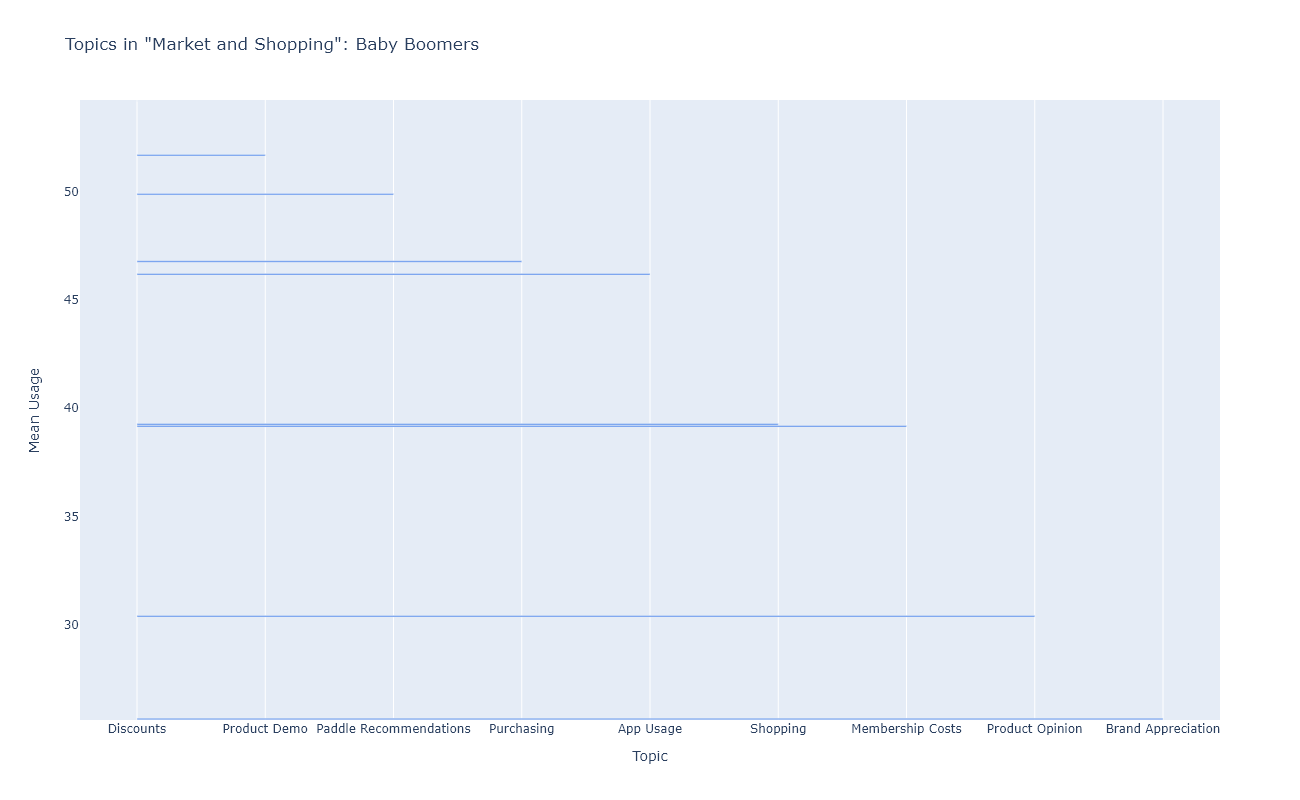 Topics in "Market and Shopping": Baby Boomers
50
45
40
35
30
Mean Usage
Discounts
Product Demo
Paddle Recommendations
Purchasing
App Usage
Shopping
Membership Costs
Product Opinion
Brand Appreciation
Topic